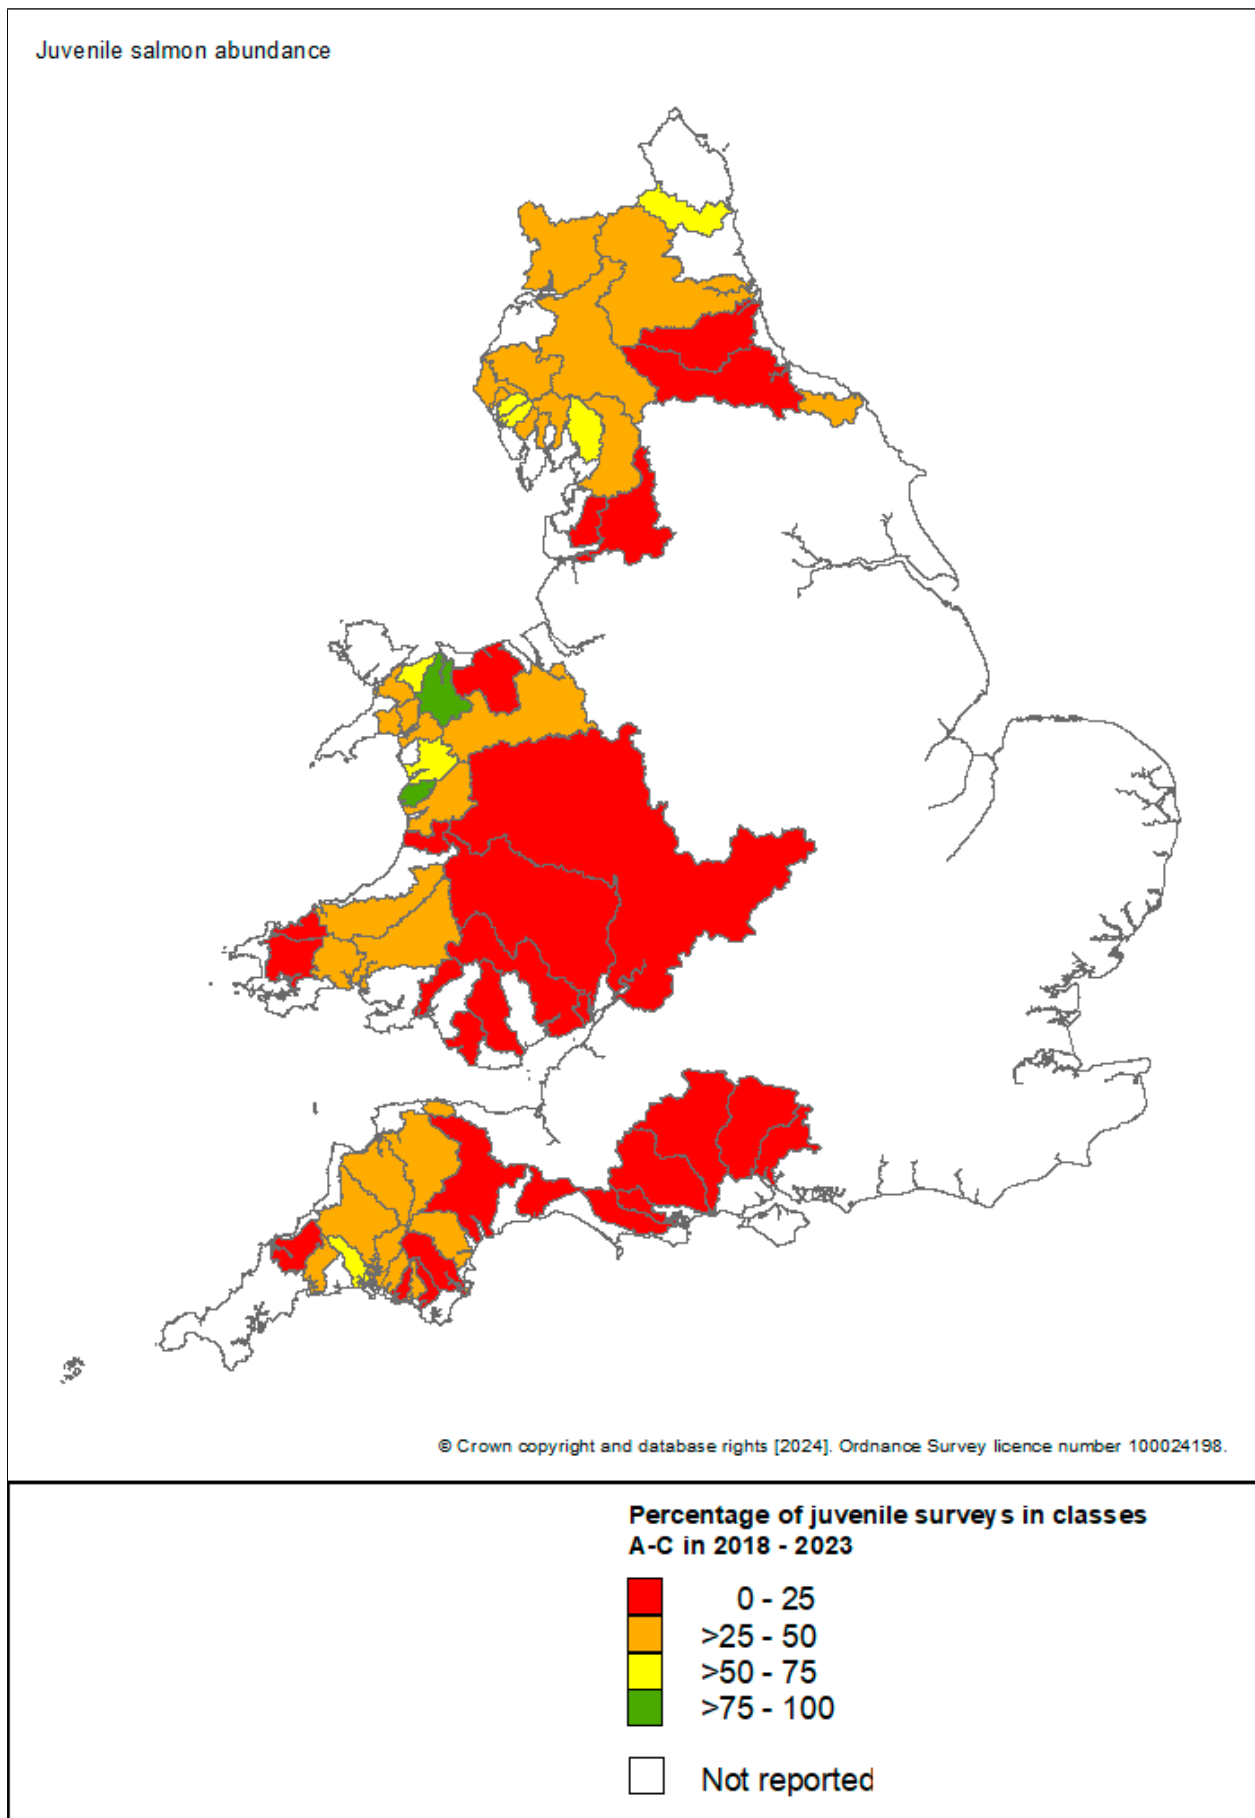 Juvenile salmon abundance
© Crown copyright and database rights [2024]. Ordnance Survey licence number 100024198.
Percentage of juvenile surveys in classes
A-C in 2018 - 2023
0 - 25
>25 - 50
>50 - 75
>75 - 100
Not reported